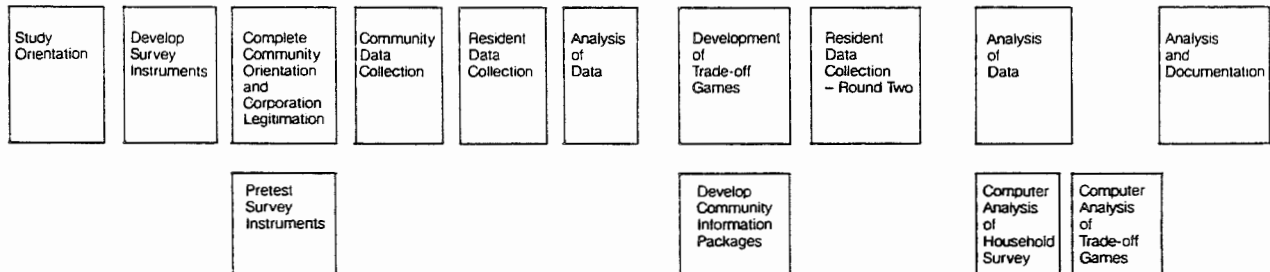 Study
Orientation
Develop
Survey
Instruments
Complete
Community
Orientation
and
Corporation
Legitimation
Community
Data
Collection
Resident
Data
Collection
Analysis
of
Data
Development
of
Trade-off
Games
Resident
Data
Collection
– Round Two
Analysis
of
Data
Analysis
and
Documentation
Pretest
Survey
Instruments
Develop
Community
Information
Packages
Computer
Analysis
of
Household
Survey
Computer
Analysis
of
Trade-off
Games